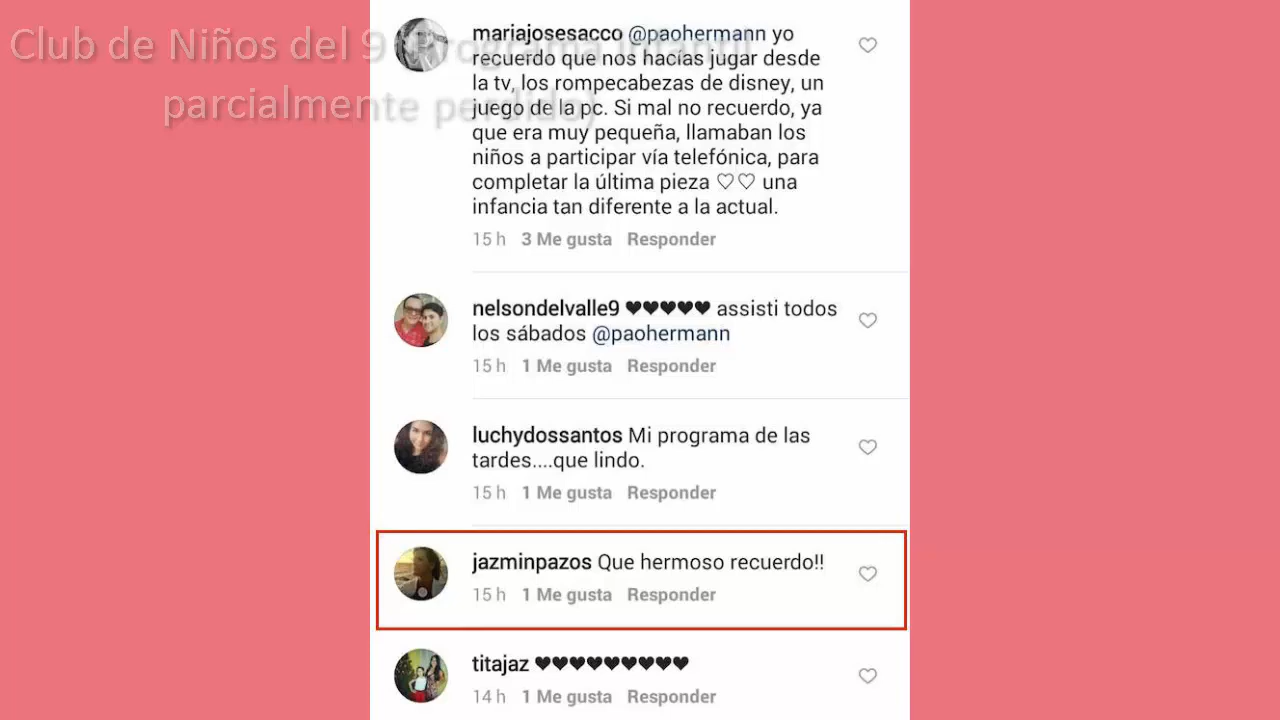 Club de Niños del 9 (Programa infantil
parcialmente perdido)
mariajosesacco @paohermann yo
recuerdo que nos hacías jugar desde
la tv, los rompecabezas de disney, un
juego de la pc. Si mal no recuerdo, ya
que era muy pequeña, llamaban los
niños a participar vía telefónica, para
completar la última pieza ♡♡ una
infancia tan diferente a la actual.
15 h 3 Me gusta Responder
nelsondelvalle9 ♥♥♥♥♥ assisti todos
los sábados @paohermann
15 h 1 Me gusta Responder
luchydossantos Mi programa de las
tardes....que lindo.
15 h 1 Me gusta Responder
jazminpazos Que hermoso recuerdo!!
15 h 1 Me gusta Responder
titajaz ♥♥♥♥♥♥♥♥♥
14 h 1 Me gusta Responder